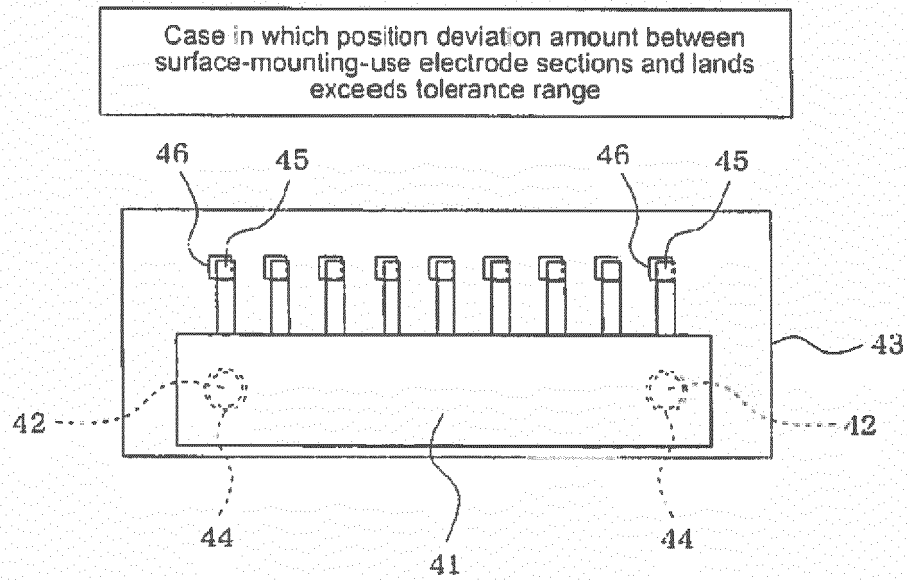 Case in which position deviation amount between
surface-mounting-use electrode sections and lands
exceeds tolerance range
46 45 46 45
43
42 42
44 44
41